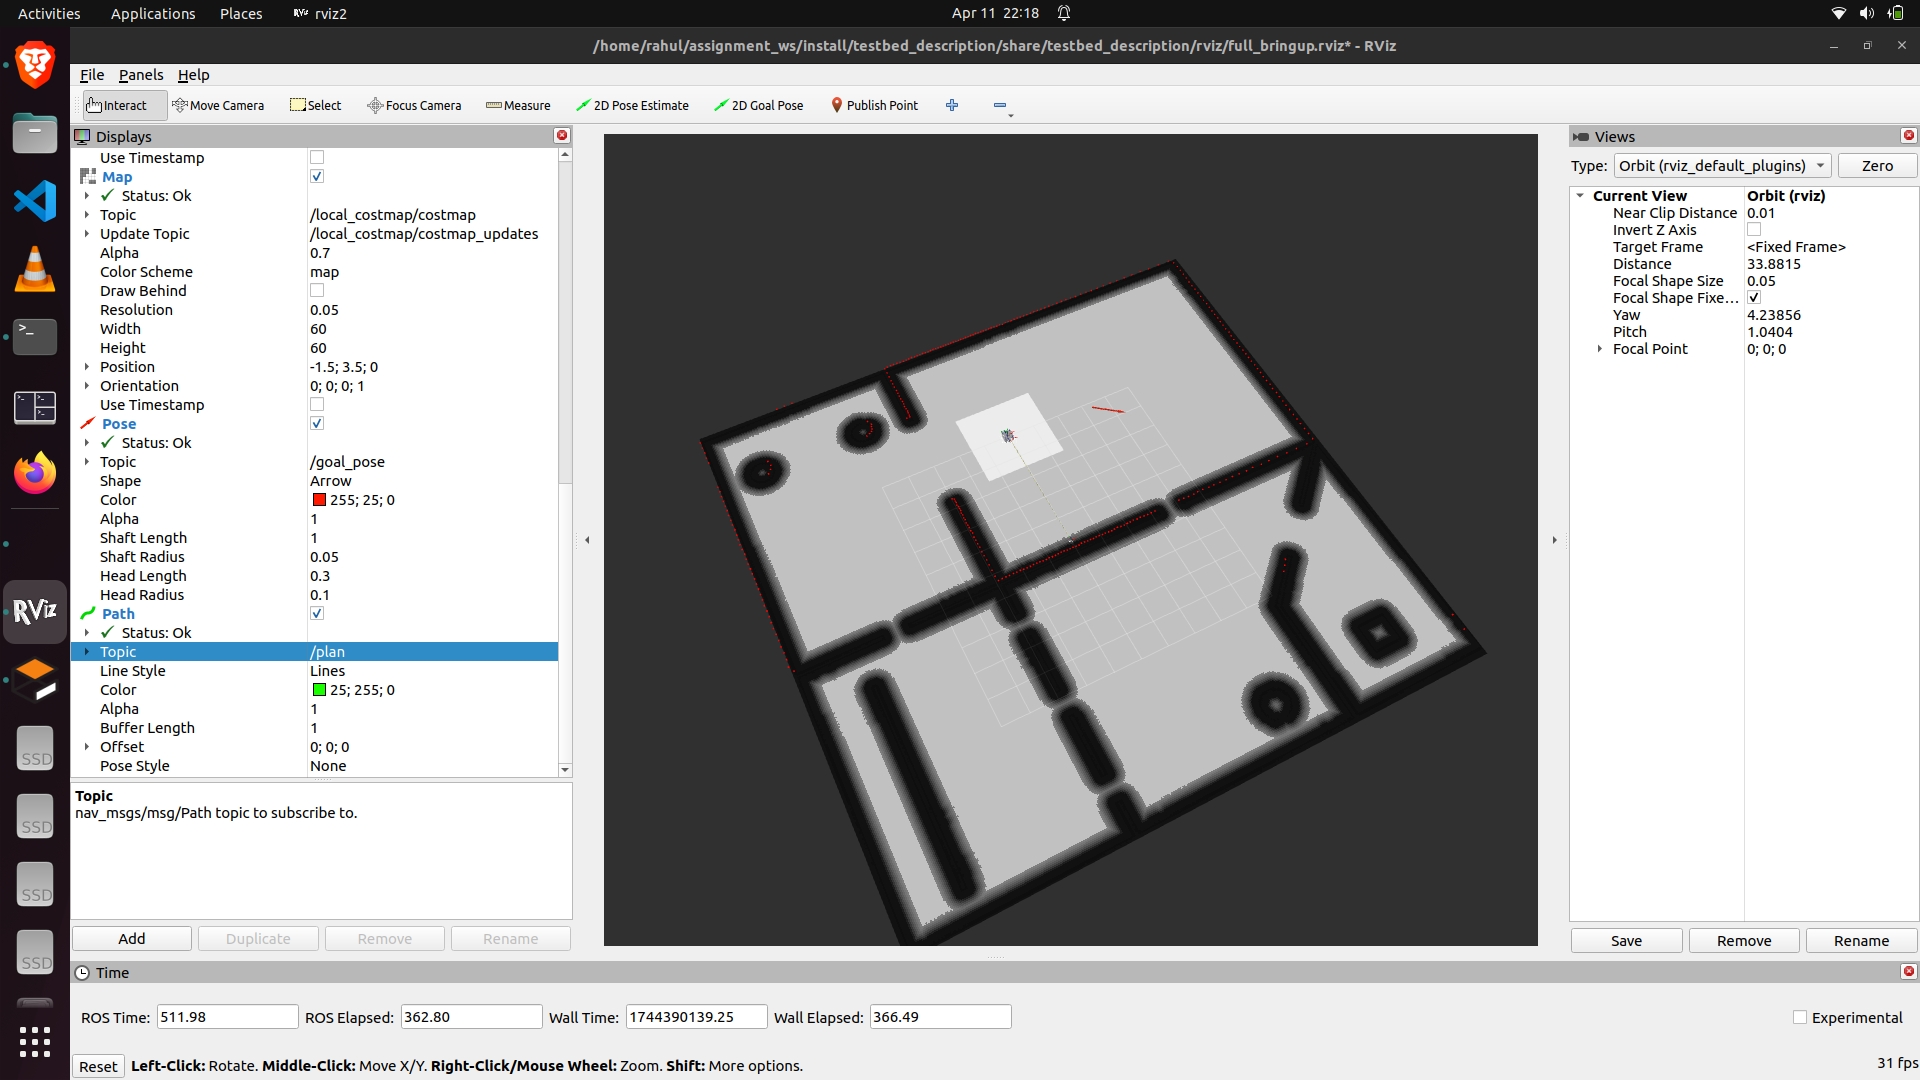 Activities Applications Places RViz rviz2 Apr 11 22:18
/home/rahul/assignment_ws/install/testbed_description/share/testbed_description/rviz/full_bringup.rviz* - RViz
File Panels Help
Interact Move Camera Select Focus Camera Measure 2D Pose Estimate 2D Goal Pose Publish Point
Displays
Use Timestamp
Map
Status: Ok
Topic /local_costmap/costmap
Update Topic /local_costmap/costmap_updates
Alpha 0.7
Color Scheme map
Draw Behind
Resolution 0.05
Width 60
Height 60
Position -1.5; 3.5; 0
Orientation 0; 0; 0; 1
Use Timestamp
Pose
Status: Ok
Topic /goal_pose
Shape Arrow
Color 255; 25; 0
Alpha 1
Shaft Length 1
Shaft Radius 0.05
Head Length 0.3
Head Radius 0.1
Path
Status: Ok
Topic /plan
Line Style Lines
Color 25; 255; 0
Alpha 1
Buffer Length 1
Offset 0; 0; 0
Pose Style None
Topic
nav_msgs/msg/Path topic to subscribe to.
Add Duplicate Remove Rename
Views
Type: Orbit (rviz_default_plugins) Zero
Current View Orbit (rviz)
Near Clip Distance 0.01
Invert Z Axis
Target Frame <Fixed Frame>
Distance 33.8815
Focal Shape Size 0.05
Focal Shape Fixe...
Yaw 4.23856
Pitch 1.0404
Focal Point 0; 0; 0
Save Remove Rename
RViz
SSD
SSD
SSD
SSD
Time
ROS Time: 511.98 ROS Elapsed: 362.80 Wall Time: 1744390139.25 Wall Elapsed: 366.49 Experimental
Reset Left-Click: Rotate. Middle-Click: Move X/Y. Right-Click/Mouse Wheel: Zoom. Shift: More options. 31 fps